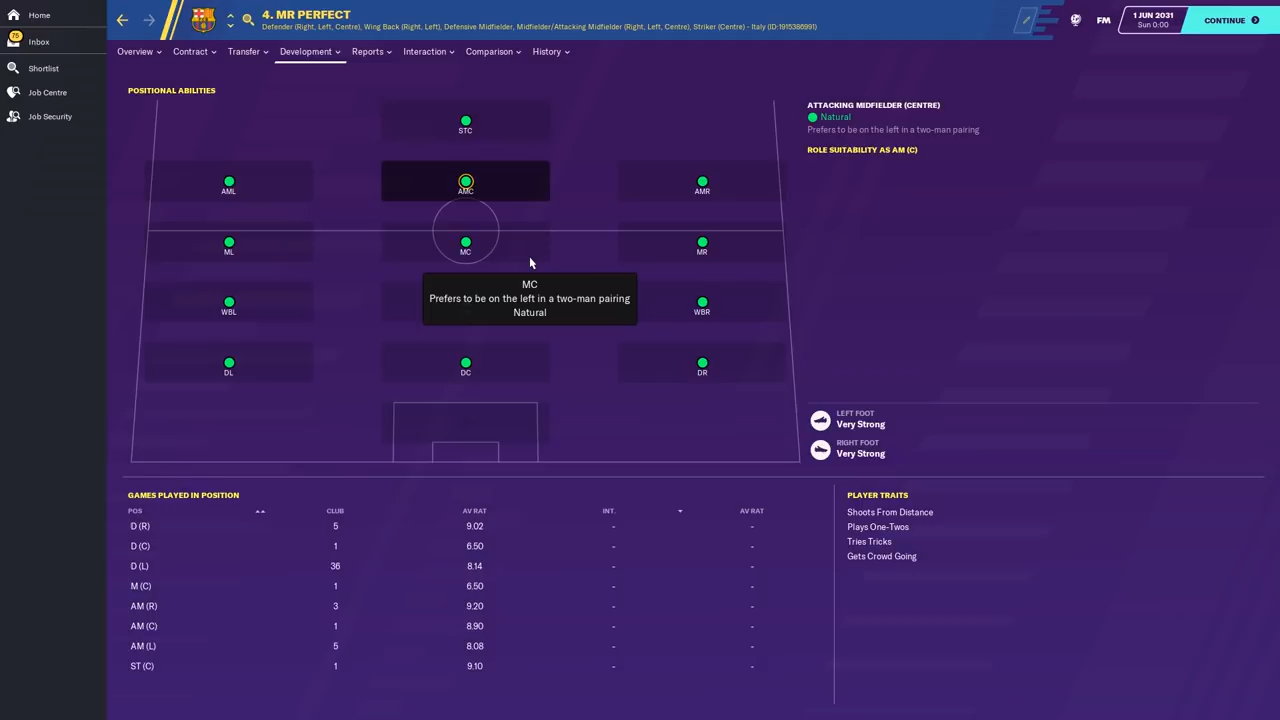 Home
75
Inbox
Shortlist
Job Centre
Job Security
4. MR PERFECT
Defender (Right, Left, Centre), Wing Back (Right, Left), Defensive Midfielder, Midfielder/Attacking Midfielder (Right, Left, Centre), Striker (Centre) - Italy (ID:1915386991)
FM
1 JUN 2031
Sun 0:00
CONTINUE
Overview
Contract
Transfer
Development
Reports
Interaction
Comparison
History
POSITIONAL ABILITIES
STC
AML
AMC
AMR
ML
MC
MR
MC
Prefers to be on the left in a two-man pairing
Natural
WBL
WBR
DL
DC
DR
ATTACKING MIDFIELDER (CENTRE)
Natural
Prefers to be on the left in a two-man pairing
ROLE SUITABILITY AS AM (C)
LEFT FOOT
Very Strong
RIGHT FOOT
Very Strong
GAMES PLAYED IN POSITION
POS CLUB AV RAT INT. AV RAT
D (R) 5 9.02 - -
D (C) 1 6.50 - -
D (L) 36 8.14 - -
M (C) 1 6.50 - -
AM (R) 3 9.20 - -
AM (C) 1 8.90 - -
AM (L) 5 8.08 - -
ST (C) 1 9.10 - -
PLAYER TRAITS
Shoots From Distance
Plays One-Twos
Tries Tricks
Gets Crowd Going